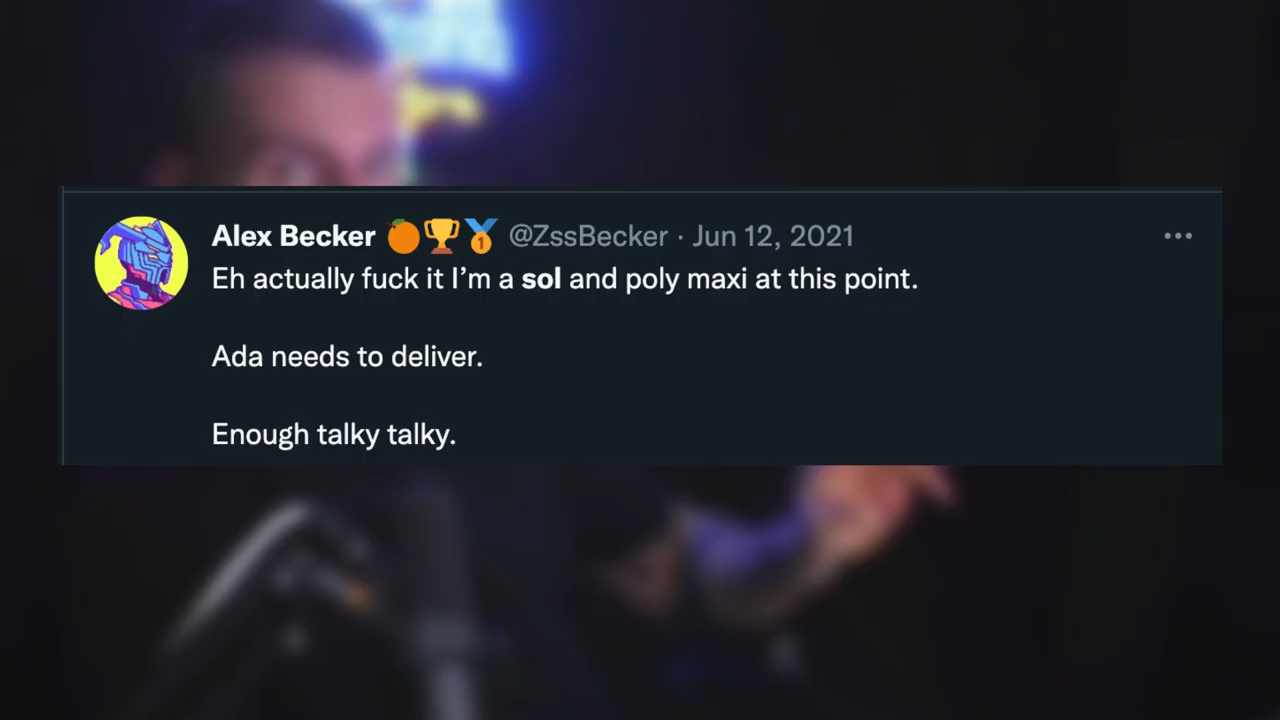 Alex Becker 🍊🏆🥇 @ZssBecker · Jun 12, 2021
Eh actually fuck it I’m a sol and poly maxi at this point.
Ada needs to deliver.
Enough talky talky.